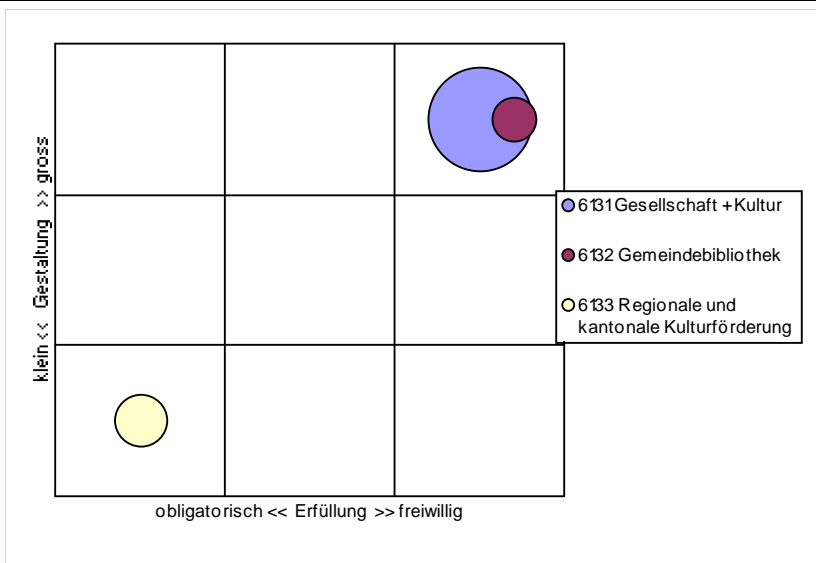 klein << Gestaltung >> gross
6131 Gesellschaft + Kultur
6132 Gemeindebibliothek
6133 Regionale und
kantonale Kulturförderung
obligatorisch << Erfüllung >> freiwillig